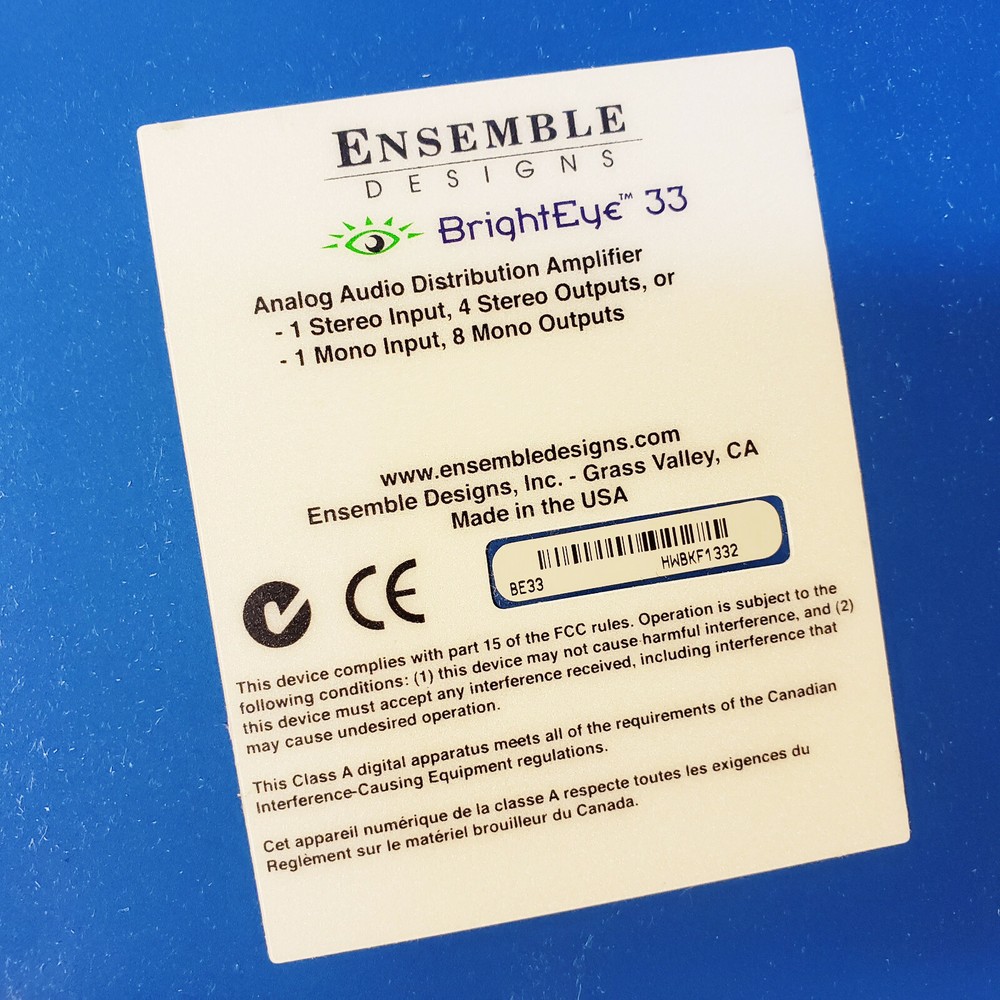 ENSEMBLE
DESIGNS
BrightEye™ 33
Analog Audio Distribution Amplifier
- 1 Stereo Input, 4 Stereo Outputs, or
- 1 Mono Input, 8 Mono Outputs
www.ensembledesigns.com
Ensemble Designs, Inc. - Grass Valley, CA
Made in the USA
CE
BE33 HWBKF1332
This device complies with part 15 of the FCC rules. Operation is subject to the
following conditions: (1) this device may not cause harmful interference, and (2)
this device must accept any interference received, including interference that
may cause undesired operation.
This Class A digital apparatus meets all of the requirements of the Canadian
Interference-Causing Equipment regulations.
Cet appareil numérique de la classe A respecte toutes les exigences du
Reglément sur le matériel brouilleur du Canada.